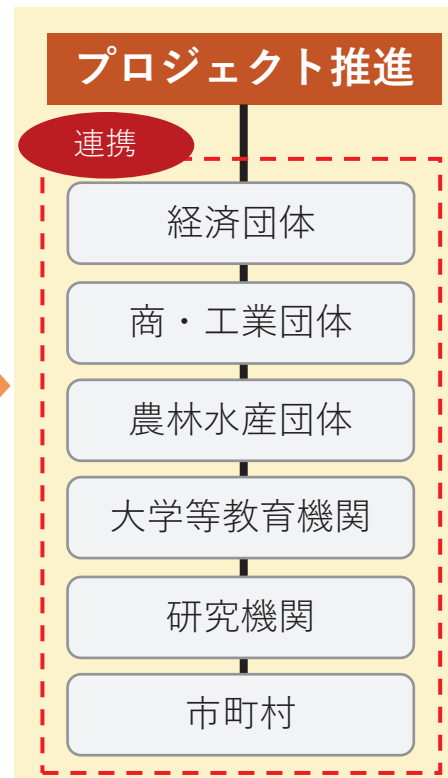 プロジェクト推進
連携
経済団体
商・工業団体
農林水産団体
大学等教育機関
研究機関
市町村